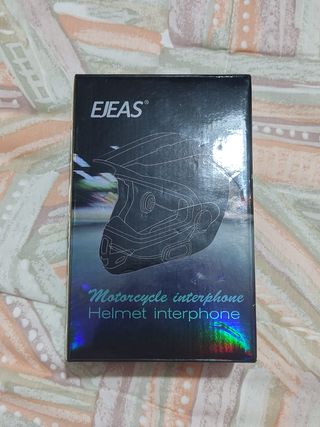 EJEAS®
Motorcycle interphone
Helmet interphone